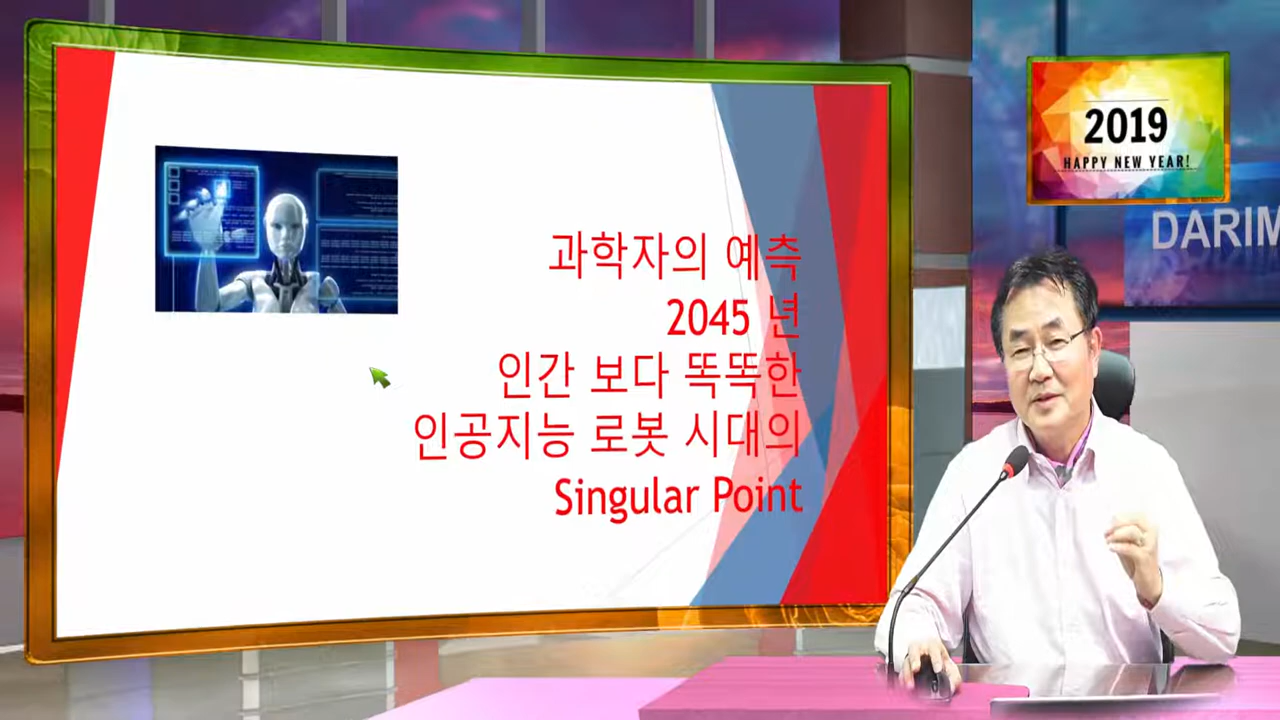 과학자의 예측
2045 년
인간 보다 똑똑한
인공지능 로봇 시대의
Singular Point
2019
HAPPY NEW YEAR!
DARIM